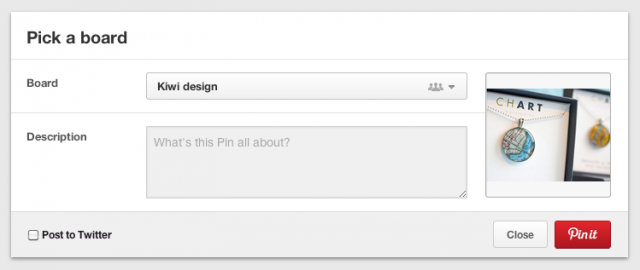 Pick a board
Board
Kiwi design
Description
What's this Pin all about?
CHART
Post to Twitter
Close
Pin it